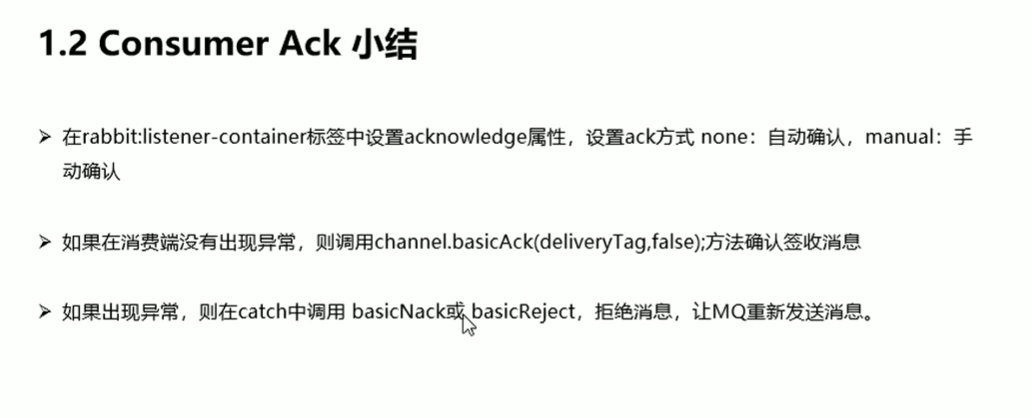 1.2 Consumer Ack 小结
➢ 在rabbit:listener-container标签中设置acknowledge属性，设置ack方式 none：自动确认，manual：手
动确认
➢ 如果在消费端没有出现异常，则调用channel.basicAck(deliveryTag,false);方法确认签收消息
➢ 如果出现异常，则在catch中调用 basicNack或 basicReject，拒绝消息，让MQ重新发送消息。